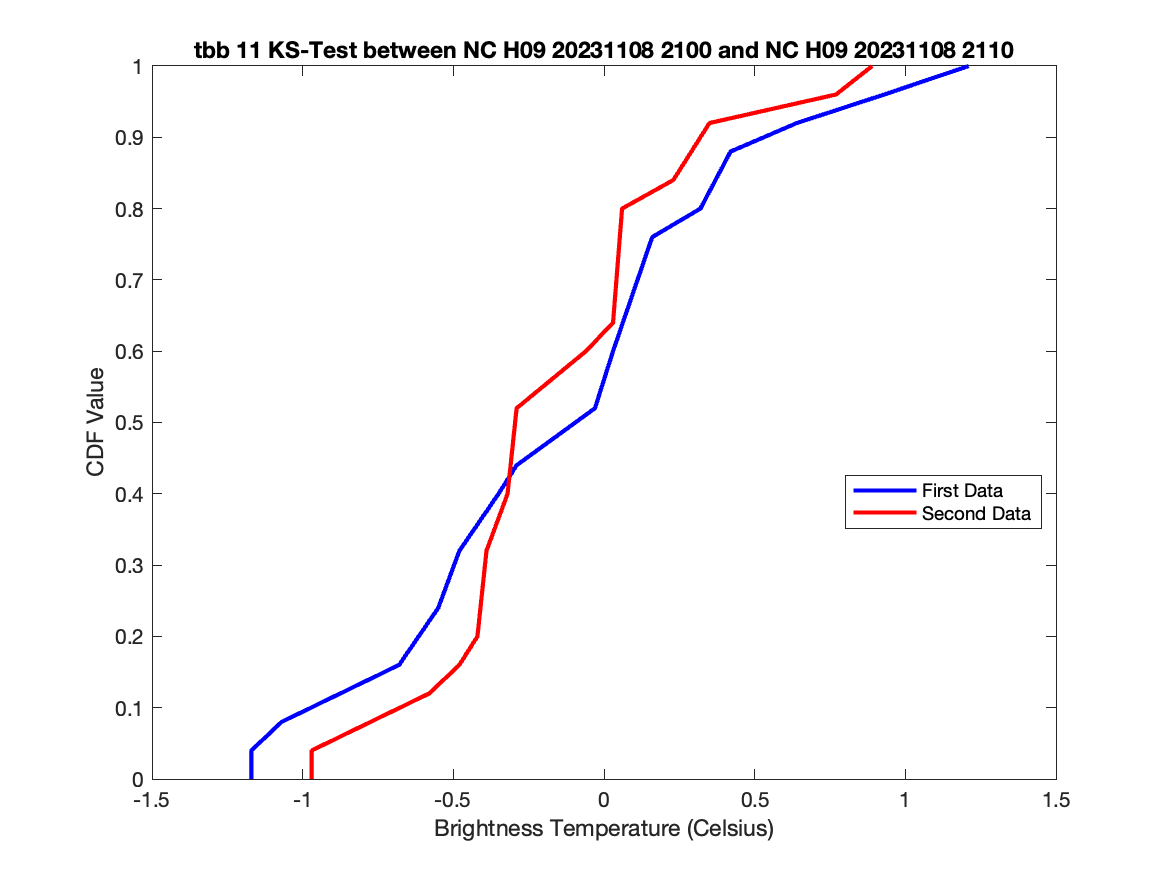 tbb 11 KS-Test between NC H09 20231108 2100 and NC H09 20231108 2110
1
0.9
0.8
0.7
0.6
0.5
0.4
0.3
0.2
0.1
0
CDF Value
First Data
Second Data
-1.5 -1 -0.5 0 0.5 1 1.5
Brightness Temperature (Celsius)